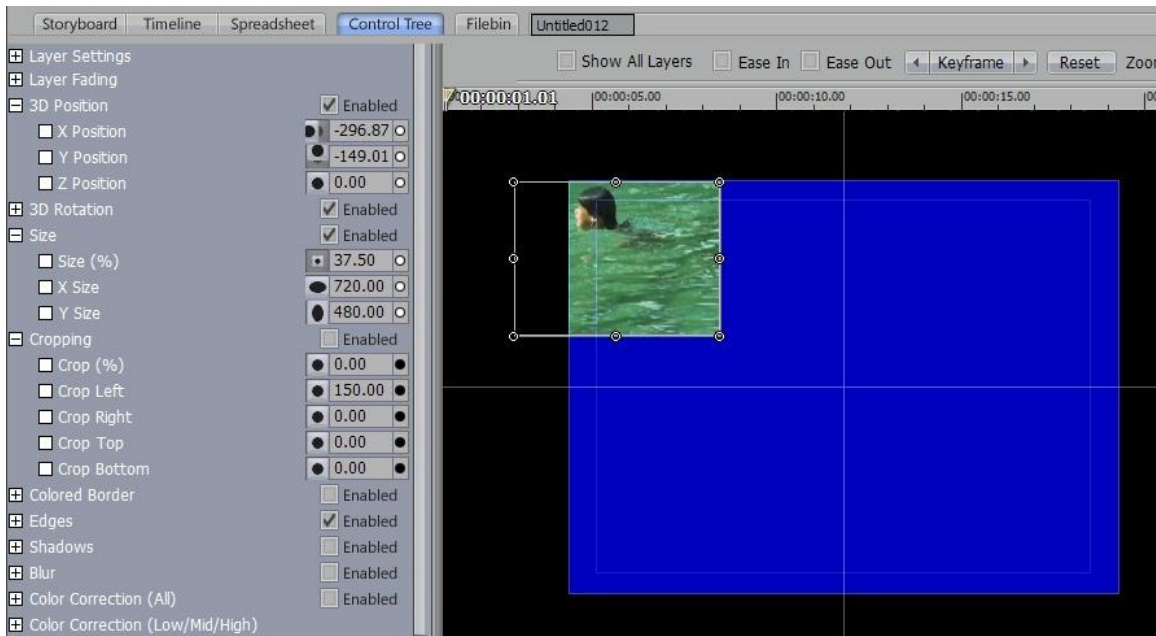 Storyboard Timeline Spreadsheet Control Tree Filebin Untitled012
Show All Layers Ease In Ease Out Keyframe Reset Zoo
00:00:01.01 00:00:05.00 00:00:10.00 00:00:15.00 00
Layer Settings
Layer Fading
3D Position Enabled
X Position -296.87
Y Position -149.01
Z Position 0.00
3D Rotation Enabled
Size Enabled
Size (%) 37.50
X Size 720.00
Y Size 480.00
Cropping Enabled
Crop (%) 0.00
Crop Left 150.00
Crop Right 0.00
Crop Top 0.00
Crop Bottom 0.00
Colored Border Enabled
Edges Enabled
Shadows Enabled
Blur Enabled
Color Correction (All) Enabled
Color Correction (Low/Mid/High)